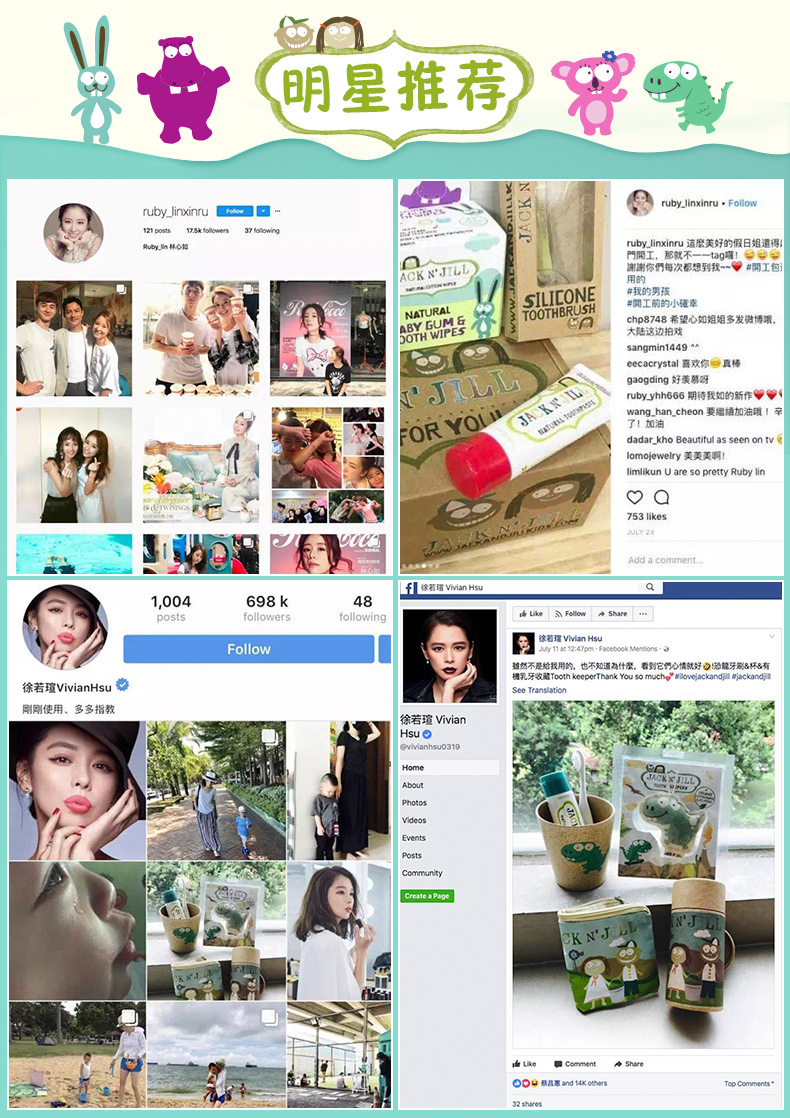 明星推荐
ruby_linxinru Follow
121 posts 17.5k followers 37 following
Ruby_lin 林心如
ruby_linxinru • Follow
ruby_linxinru 這麼美好的假日姐還得
門開工，那就不一一tag囉！
謝謝你們每次都想到我~~ #開工包
用的
#我的男孩
#開工前的小確幸
chp8748 希望心如姐姐多发微博哦，
大陆这边拍戏
sangmin1449 ^^
eecacrystal 喜欢你 真棒
gaogding 好羡慕呀
ruby_yhh666 期待我如的新作
wang_han_cheon 要繼續加油哦！辛
了！加油
dadar_kho Beautiful as seen on tv
lomojewelry 美美美啊！
limlikun U are so pretty Ruby lin
753 likes
JULY 24
Add a comment...
JACK N' JILL
NATURAL COTTON WIPES
NATURAL
BABY GUM &
TOOTH WIPES
JACK N'
SILICONE
TOOTHBRUSH
N' JILL
FOR YOU!
JACK N' JILL
NATURAL TOOTHPASTE
JACK N' JILL
WWW.JACKANDJILLKIDS.COM
1,004 698 k 48
posts followers following
Follow
徐若瑄VivianHsu
剛剛使用、多多指教
徐若瑄 Vivian Hsu
徐若瑄 Vivian
Hsu
@vivianhsu0319
Home
About
Photos
Videos
Events
Posts
Community
Create a Page
Like Follow Share ...
徐若瑄 Vivian Hsu
July 11 at 12:47pm · Facebook Mentions ·
雖然不是給我用的，也不知道為什麼，看到它們心情就好 !恐龍牙刷&杯&有
機乳牙收藏Tooth keeperThank You so much #ilovejackandjill #jackandjill
See Translation
JACK N' JILL
TOOTH KEEPER
JACK N' JILL
N' JILL
Like Comment Share
蔡昌憲 and 14K others Top Comments
32 shares